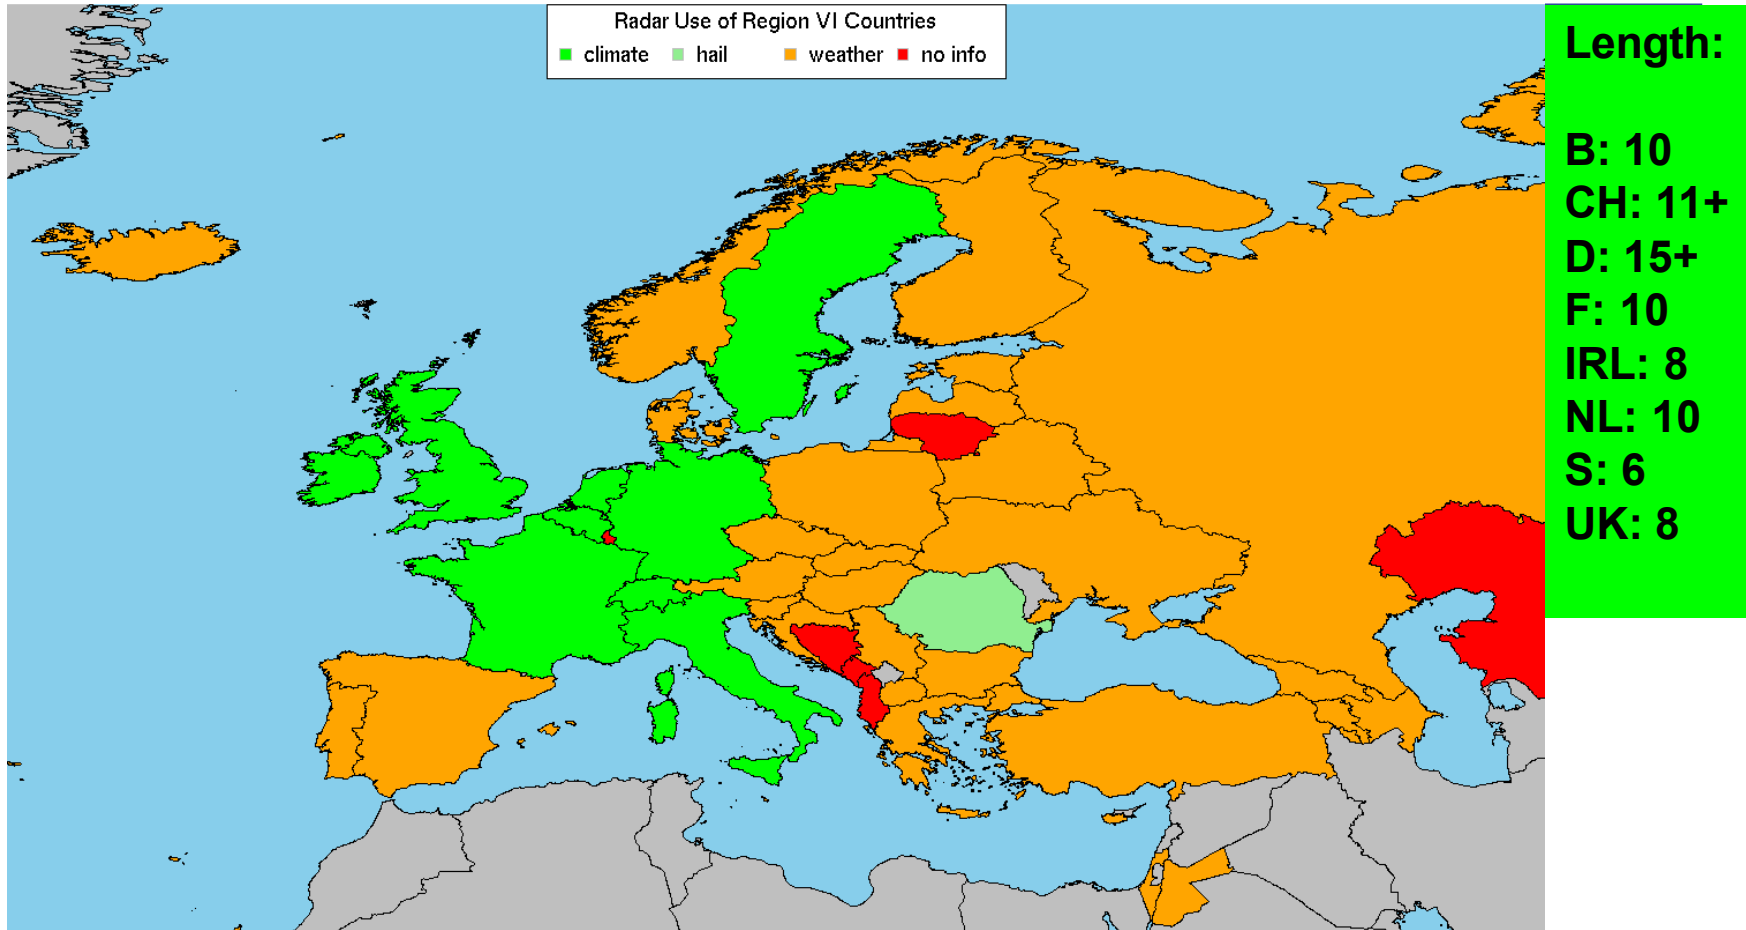 Radar Use of Region VI Countries
climate hail weather no info
Length:
B: 10
CH: 11+
D: 15+
F: 10
IRL: 8
NL: 10
S: 6
UK: 8